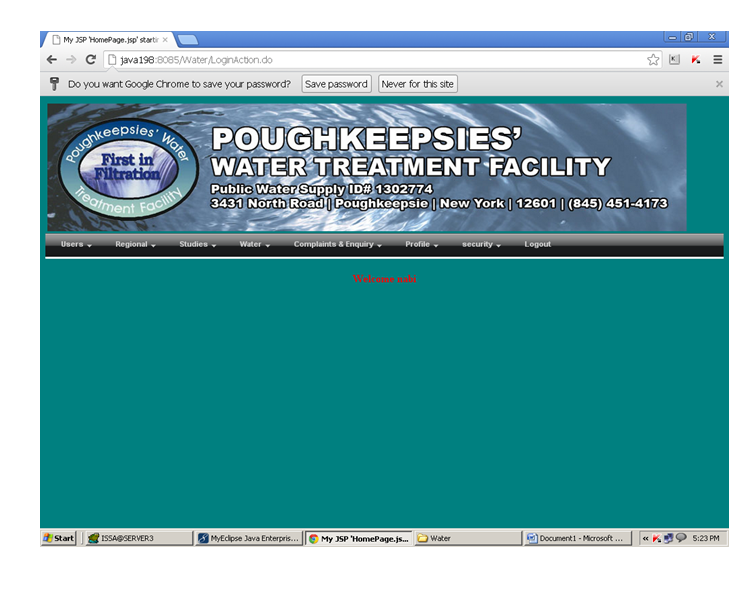 My JSP 'HomePage.jsp' startir
java198:8085/Water/LoginAction.do
Do you want Google Chrome to save your password? Save password Never for this site
Poughkeepsies' Water
First in
Filtration
Treatment Facility
POUGHKEEPSIES'
WATER TREATMENT FACILITY
Public Water Supply ID# 1302774
3431 North Road | Poughkeepsie | New York | 12601 | (845) 451-4173
Users Regional Studies Water Complaints & Enquiry Profile security Logout
Welcome
Start ISSA@SERVER3 MyEclipse Java Enterpris... My JSP 'HomePage.js... Water Document1 - Microsoft ... 5:23 PM